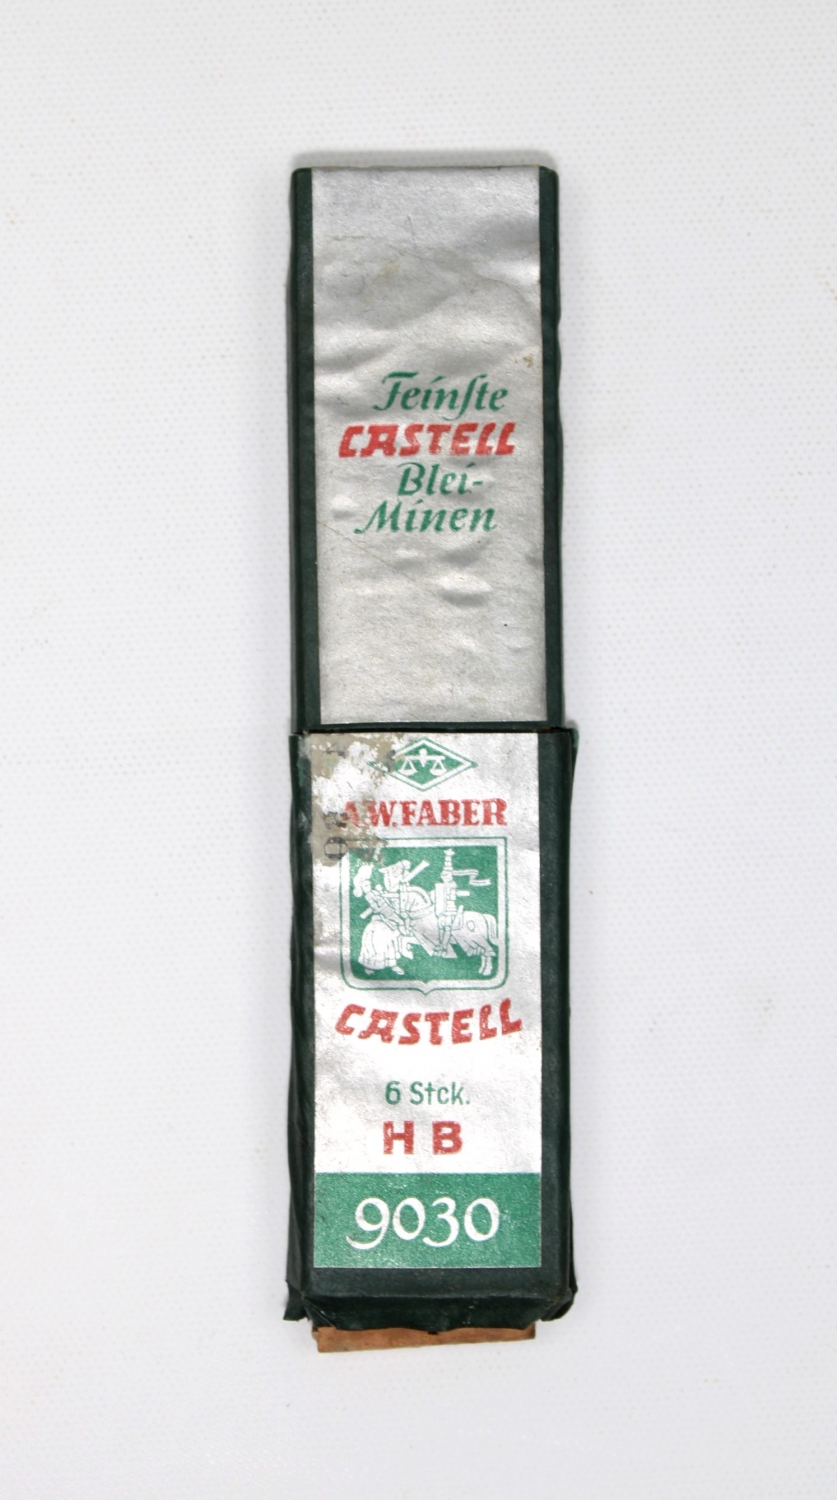 Feinſte
CASTELL
Blei-
Minen
A.W.FABER
CASTELL
6 Stck.
HB
9030